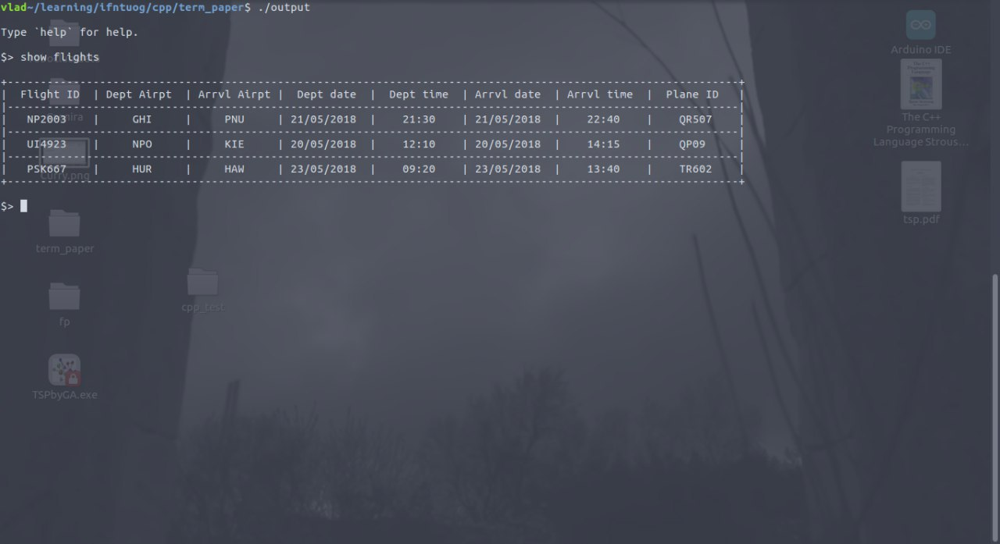 vlad~/learning/ifntuog/cpp/term_paper$ ./output
Type `help` for help.
$> show flights
+---------------------------------------------------------------------------------------------------------------+
|  Flight ID  | Dept Airpt  | Arrvl Airpt |  Dept date  |  Dept time  | Arrvl date  | Arrvl time  |  Plane ID   |
|---------------------------------------------------------------------------------------------------------------|
|   NP2003    |     GHI     |     PNU     | 21/05/2018  |    21:30    | 21/05/2018  |    22:40    |    QR507    |
|---------------------------------------------------------------------------------------------------------------|
|   UI4923    |     NPO     |     KIE     | 20/05/2018  |    12:10    | 20/05/2018  |    14:15    |    QP09     |
|---------------------------------------------------------------------------------------------------------------|
|   PSK667    |     HUR     |     HAW     | 23/05/2018  |    09:20    | 23/05/2018  |    13:40    |    TR602    |
+---------------------------------------------------------------------------------------------------------------+
$>
Curry.png
term_paper
fp
TSPbyGA.exe
cpp_test
Arduino IDE
The C++
Programming
Language
The C++
Programming
Language Strous...
tsp.pdf